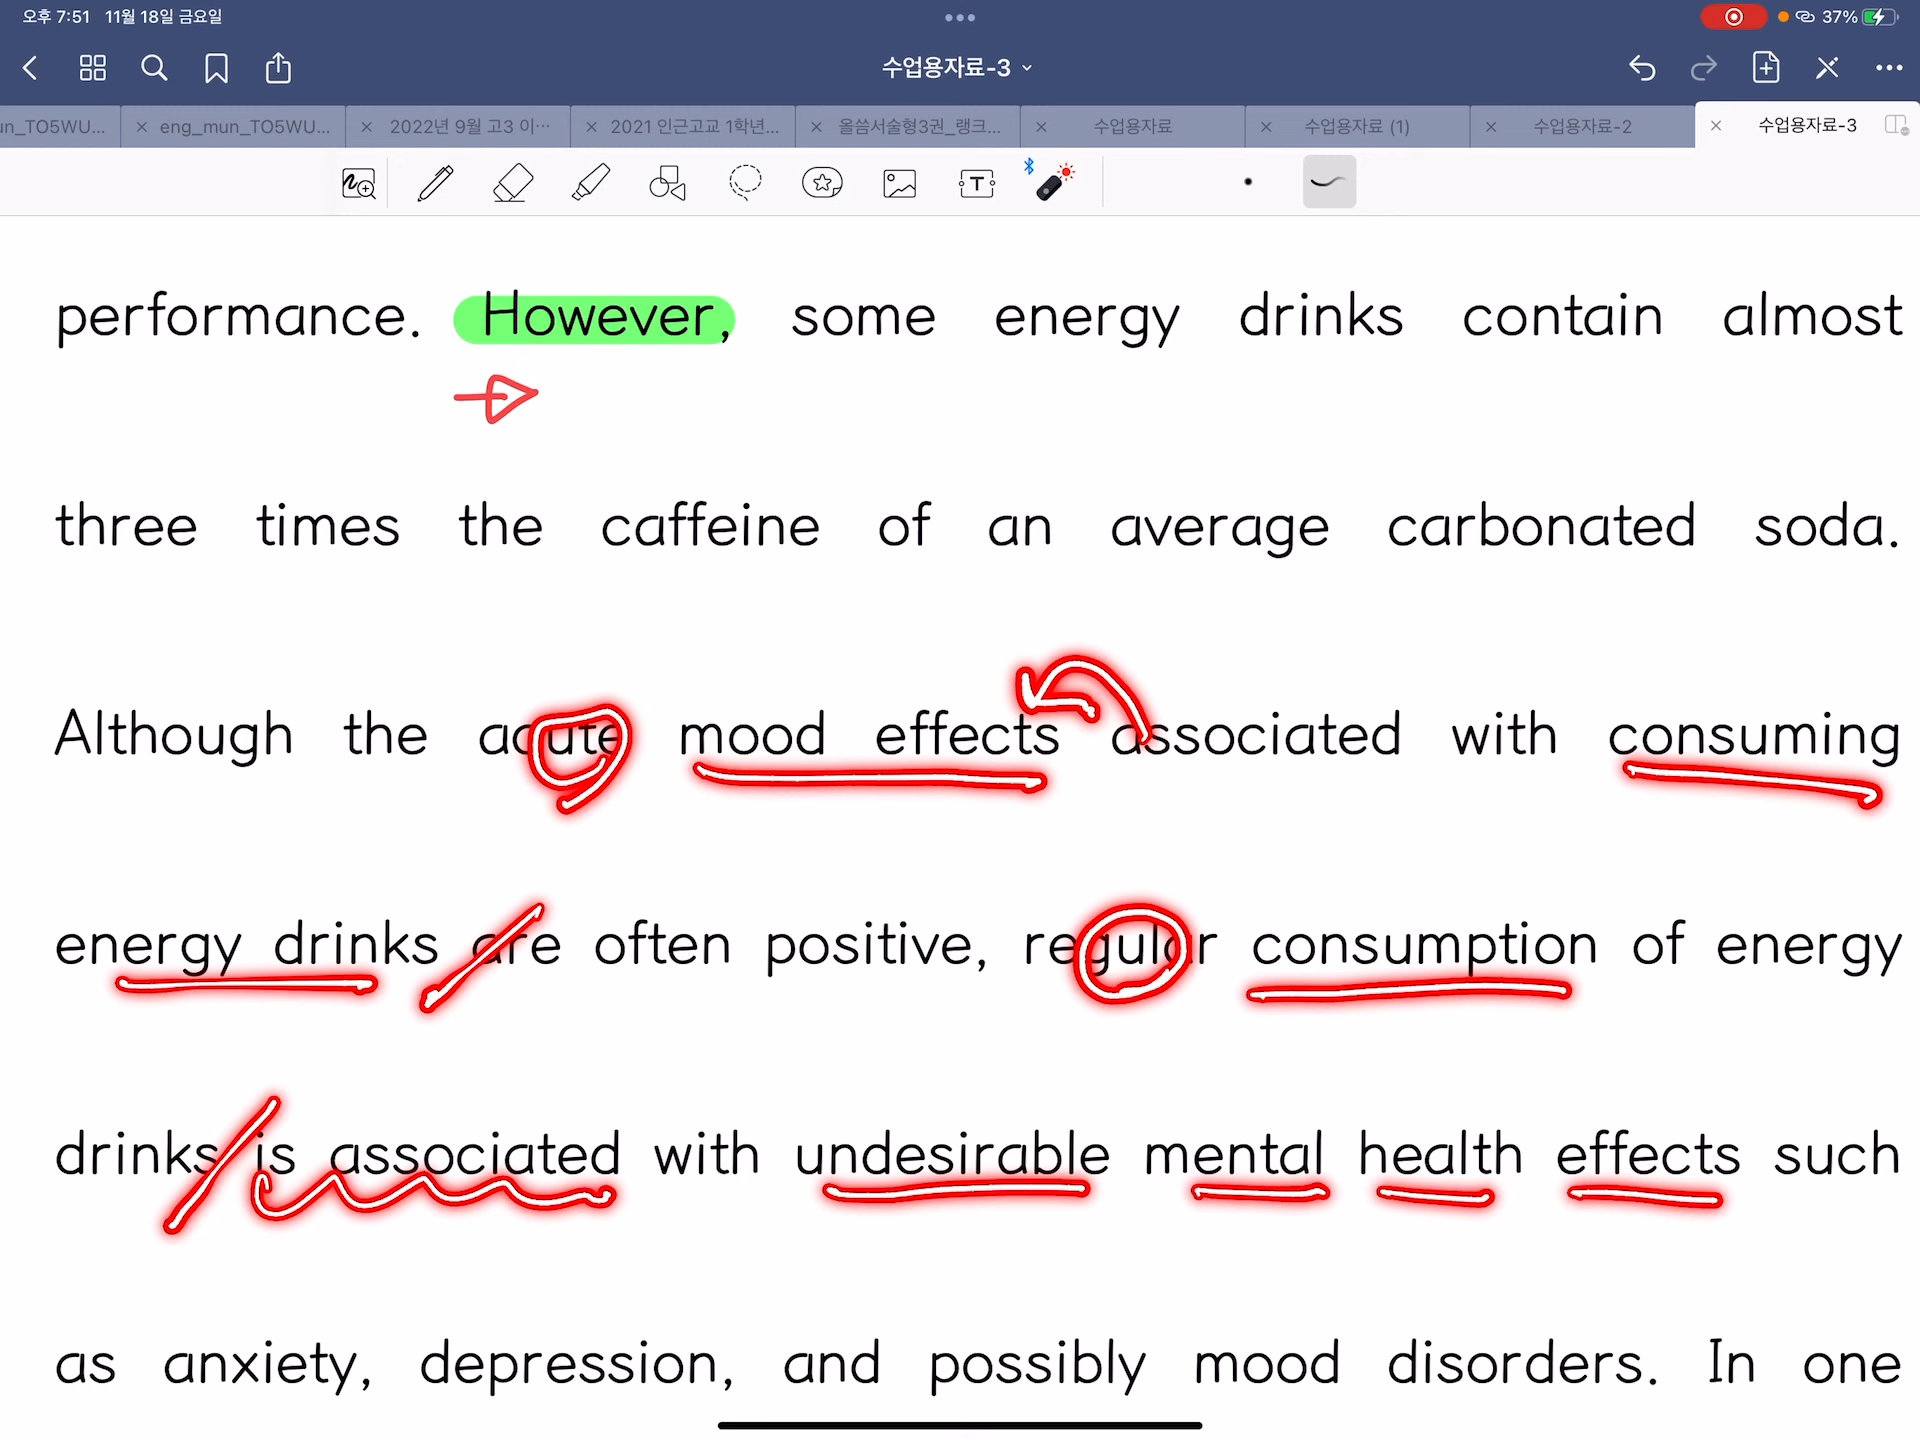 오후 7:51 11월 18일 금요일
37%
수업용자료-3
un_TO5WU...
eng_mun_TO5WU...
2022년 9월 고3 이...
2021 인근고교 1학년...
올씀서술형3권_랭크...
수업용자료
수업용자료 (1)
수업용자료-2
수업용자료-3
T
performance. However, some energy drinks contain almost
three times the caffeine of an average carbonated soda.
Although the acute mood effects associated with consuming
energy drinks are often positive, regular consumption of energy
drinks is associated with undesirable mental health effects such
as anxiety, depression, and possibly mood disorders. In one